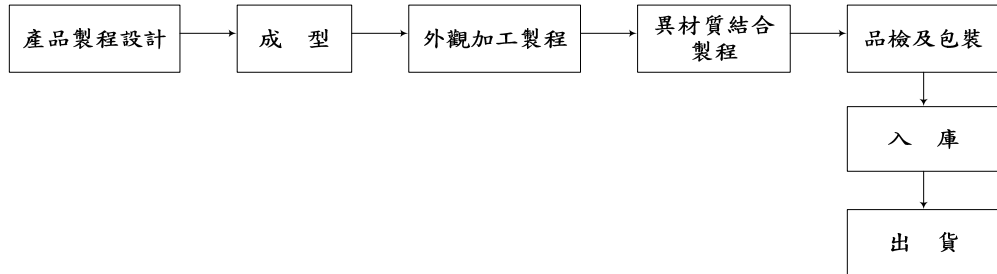 產品製程設計
成型
外觀加工製程
異材質結合
製程
品檢及包裝
入庫
出貨